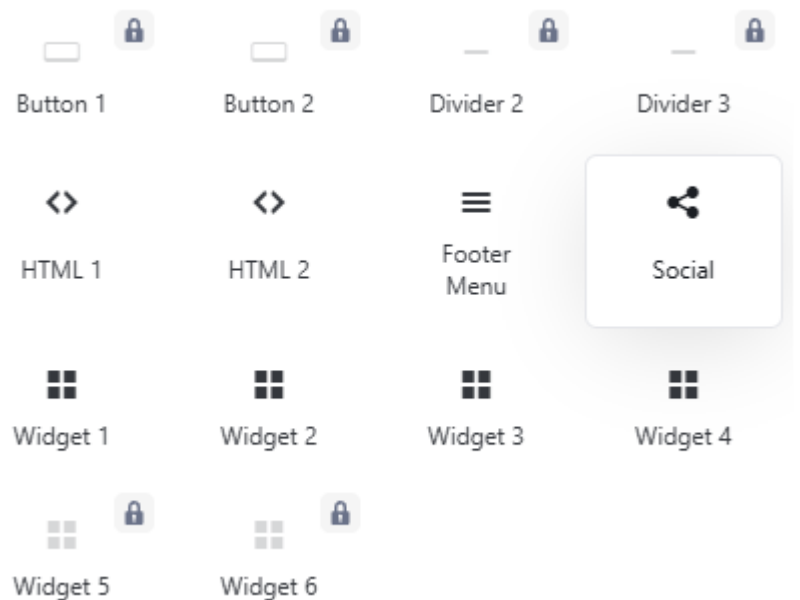 Button 1
Button 2
Divider 2
Divider 3
HTML 1
HTML 2
Footer
Menu
Social
Widget 1
Widget 2
Widget 3
Widget 4
Widget 5
Widget 6